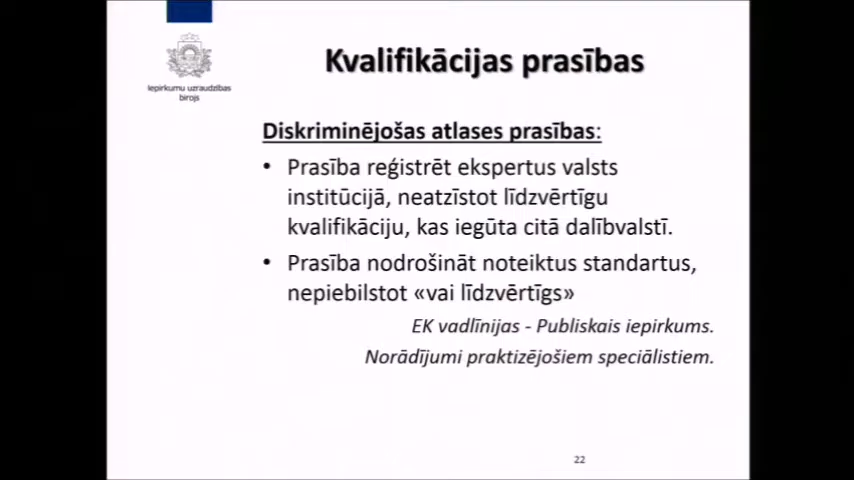 Iepirkumu uzraudzības
birojs
Kvalifikācijas prasības
Diskriminējošas atlases prasības:
• Prasība reģistrēt ekspertus valsts
institūcijā, neatzīstot līdzvērtīgu
kvalifikāciju, kas iegūta citā dalībvalstī.
• Prasība nodrošināt noteiktus standartus,
nepiebilstot «vai līdzvērtīgs»
EK vadlīnijas - Publiskais iepirkums.
Norādījumi praktizējošiem speciālistiem.
22